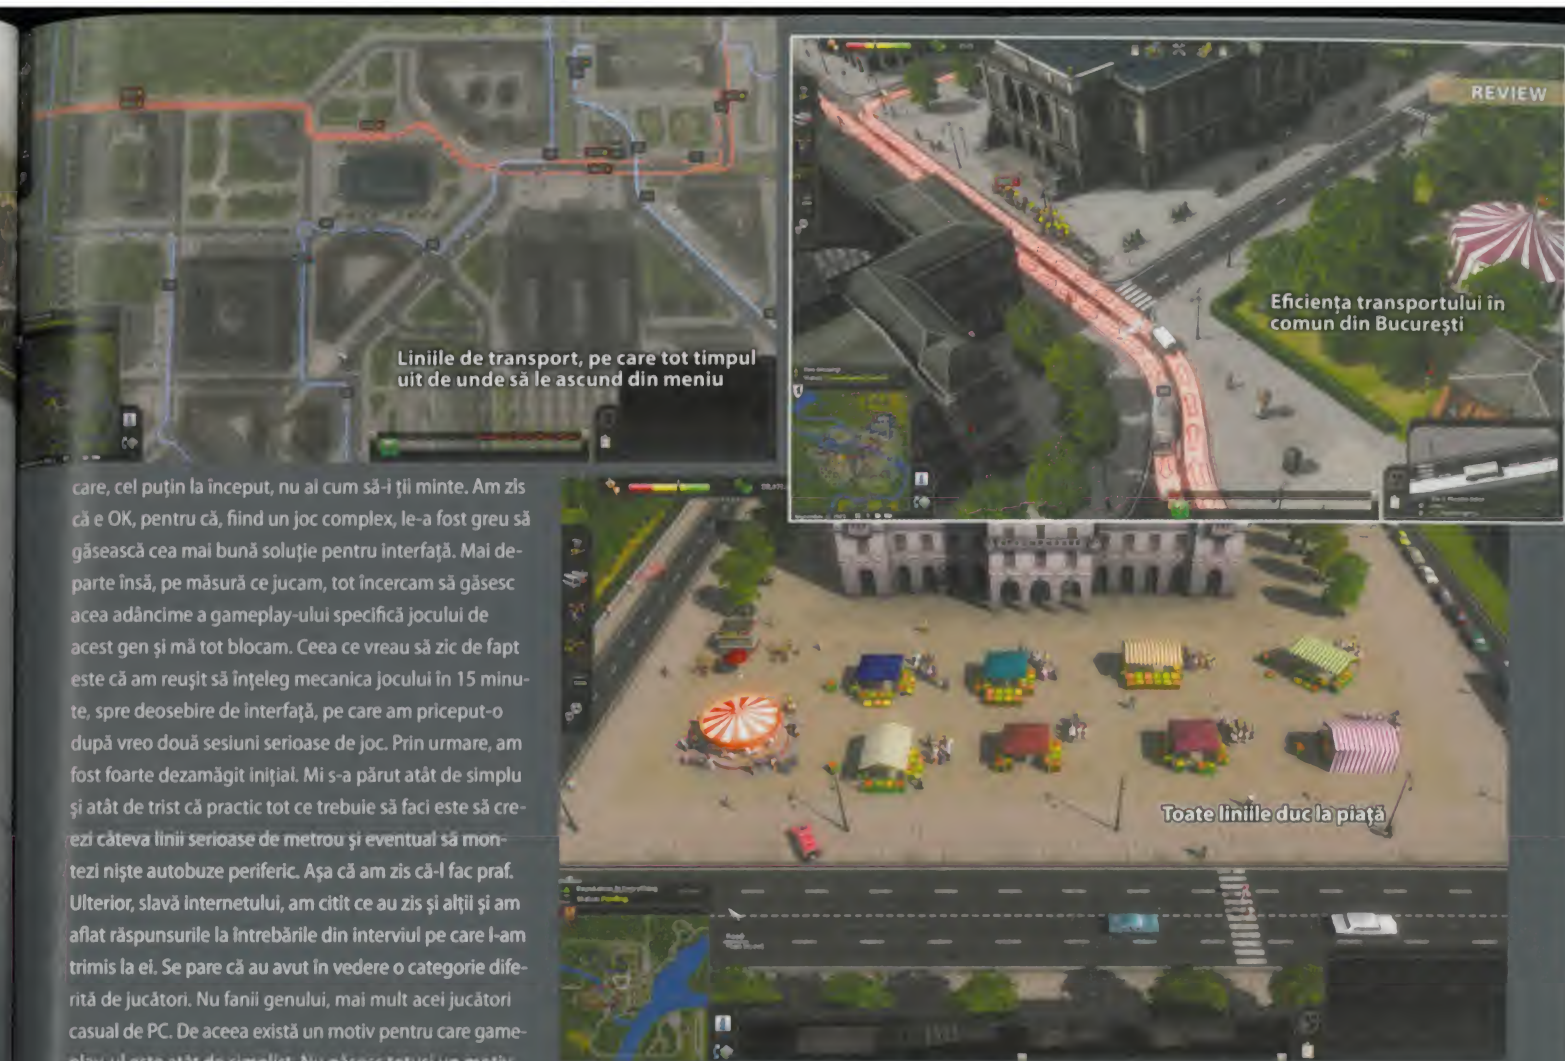 REVIEW
Liniile de transport, pe care tot timpul
uit de unde să le ascund din meniu
Eficiența transportului în
comun din București
care, cel puțin la început, nu ai cum să-i ții minte. Am zis
că e OK, pentru că, fiind un joc complex, le-a fost greu să
găsească cea mai bună soluție pentru interfață. Mai de-
parte însă, pe măsură ce jucam, tot încercam să găsesc
acea adâncime a gameplay-ului specifică jocului de
acest gen și mă tot blocam. Ceea ce vreau să zic de fapt
este că am reușit să înțeleg mecanica jocului în 15 minu-
te, spre deosebire de interfață, pe care am priceput-o
după vreo două sesiuni serioase de joc. Prin urmare, am
fost foarte dezamăgit inițial. Mi s-a părut atât de simplu
și atât de trist că practic tot ce trebuie să faci este să cre-
ezi câteva linii serioase de metrou și eventual să mon-
tezi niște autobuze periferic. Așa că am zis că-l fac praf.
Ulterior, slavă internetului, am citit ce au zis și alții și am
aflat răspunsurile la întrebările din interviul pe care l-am
trimis la ei. Se pare că au avut în vedere o categorie dife-
rită de jucători. Nu fanii genului, mai mult acei jucători
casual de PC. De aceea există un motiv pentru care game-
Toate liniile duc la piață